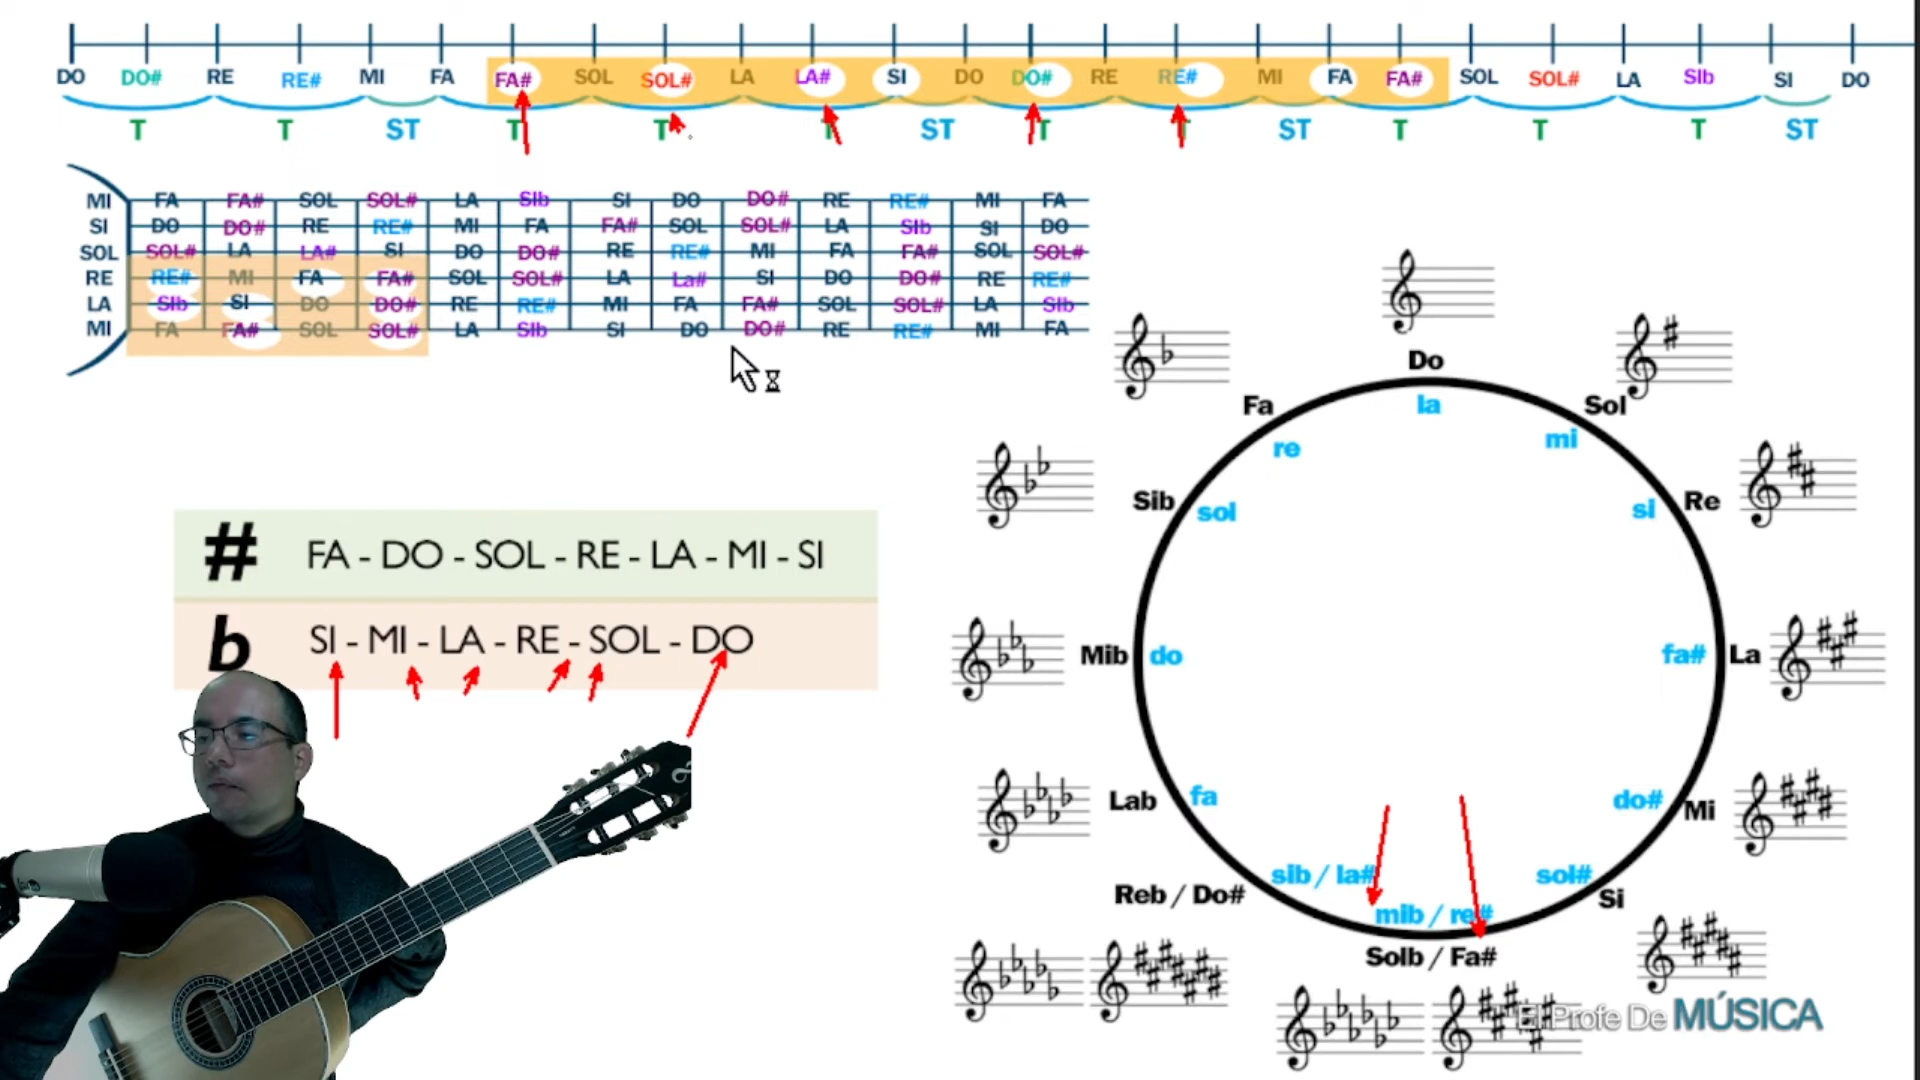 DO DO# RE RE# MI FA FA# SOL SOL# LA LA# SI DO DO# RE RE# MI FA FA# SOL SOL# LA SIb SI DO
T T ST T T T ST T T ST T T T ST
MI FA FA# SOL SOL# LA SIb SI DO DO# RE RE# MI FA
SI DO DO# RE RE# MI FA FA# SOL SOL# LA SIb SI DO
SOL SOL# LA LA# SI DO DO# RE RE# MI FA FA# SOL SOL#
RE RE# MI FA FA# SOL SOL# LA La# SI DO DO# RE RE#
LA SIb SI DO DO# RE RE# MI FA FA# SOL SOL# LA SIb
MI FA FA# SOL SOL# LA SIb SI DO DO# RE RE# MI FA
# FA - DO - SOL - RE - LA - MI - SI
b SI - MI - LA - RE - SOL - DO
Do
la
Fa
Sol
re
mi
Sib
sol
si
Re
Mib
do
fa#
La
Lab
fa
do#
Mi
Reb / Do#
sib / la#
sol#
Si
mib / re#
Solb / Fa#
El Profe De MÚSICA